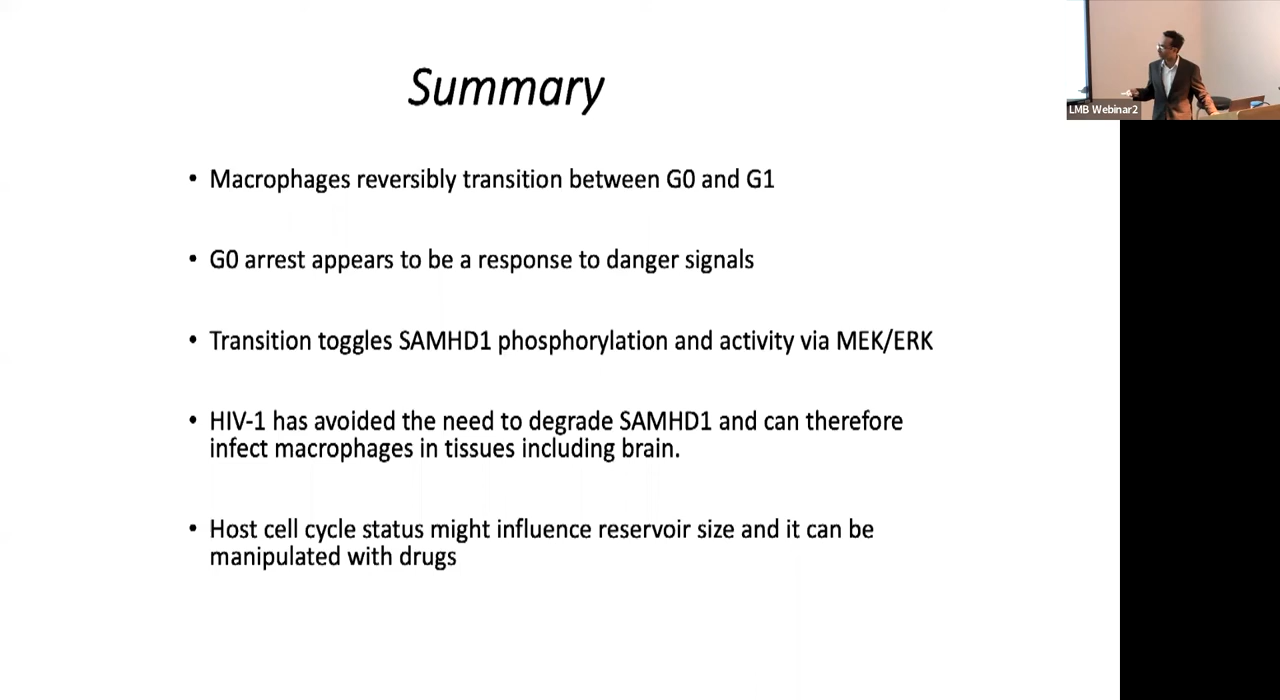 Summary
LMB Webinar2
• Macrophages reversibly transition between G0 and G1
• G0 arrest appears to be a response to danger signals
• Transition toggles SAMHD1 phosphorylation and activity via MEK/ERK
• HIV-1 has avoided the need to degrade SAMHD1 and can therefore
infect macrophages in tissues including brain.
• Host cell cycle status might influence reservoir size and it can be
manipulated with drugs